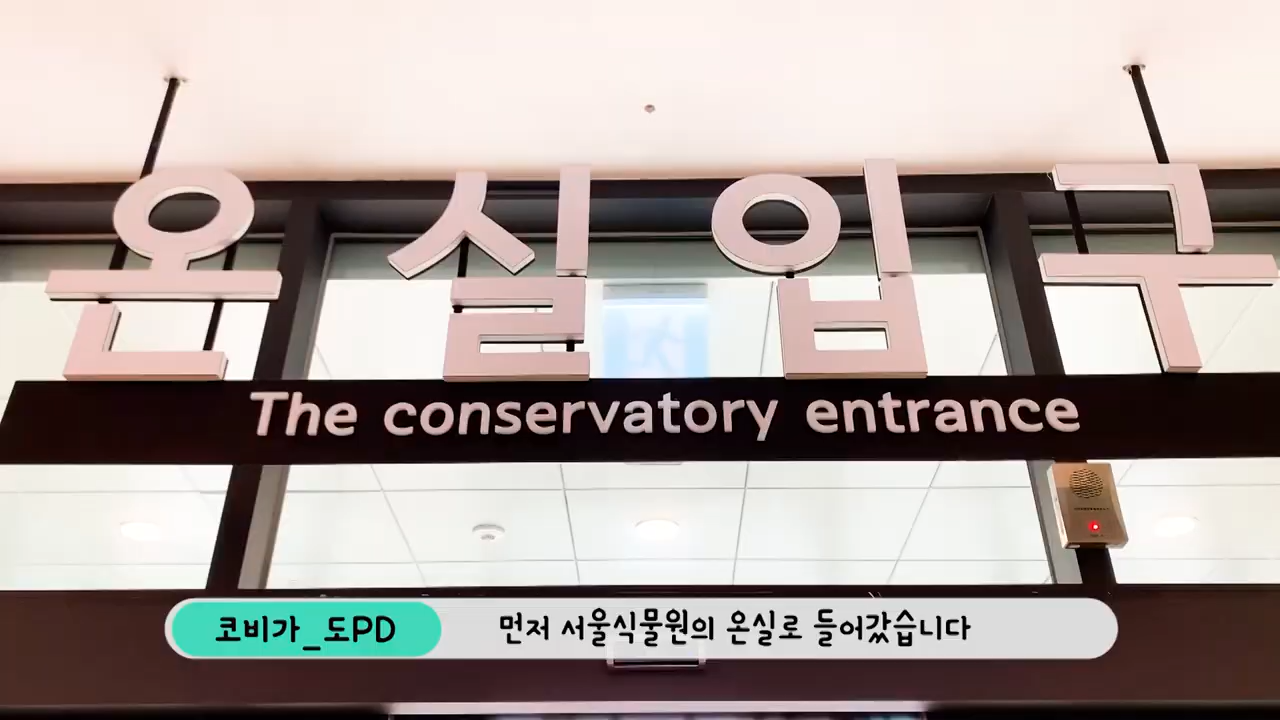 온실입구
The conservatory entrance
코비가_도PD 먼저 서울식물원의 온실로 들어갔습니다